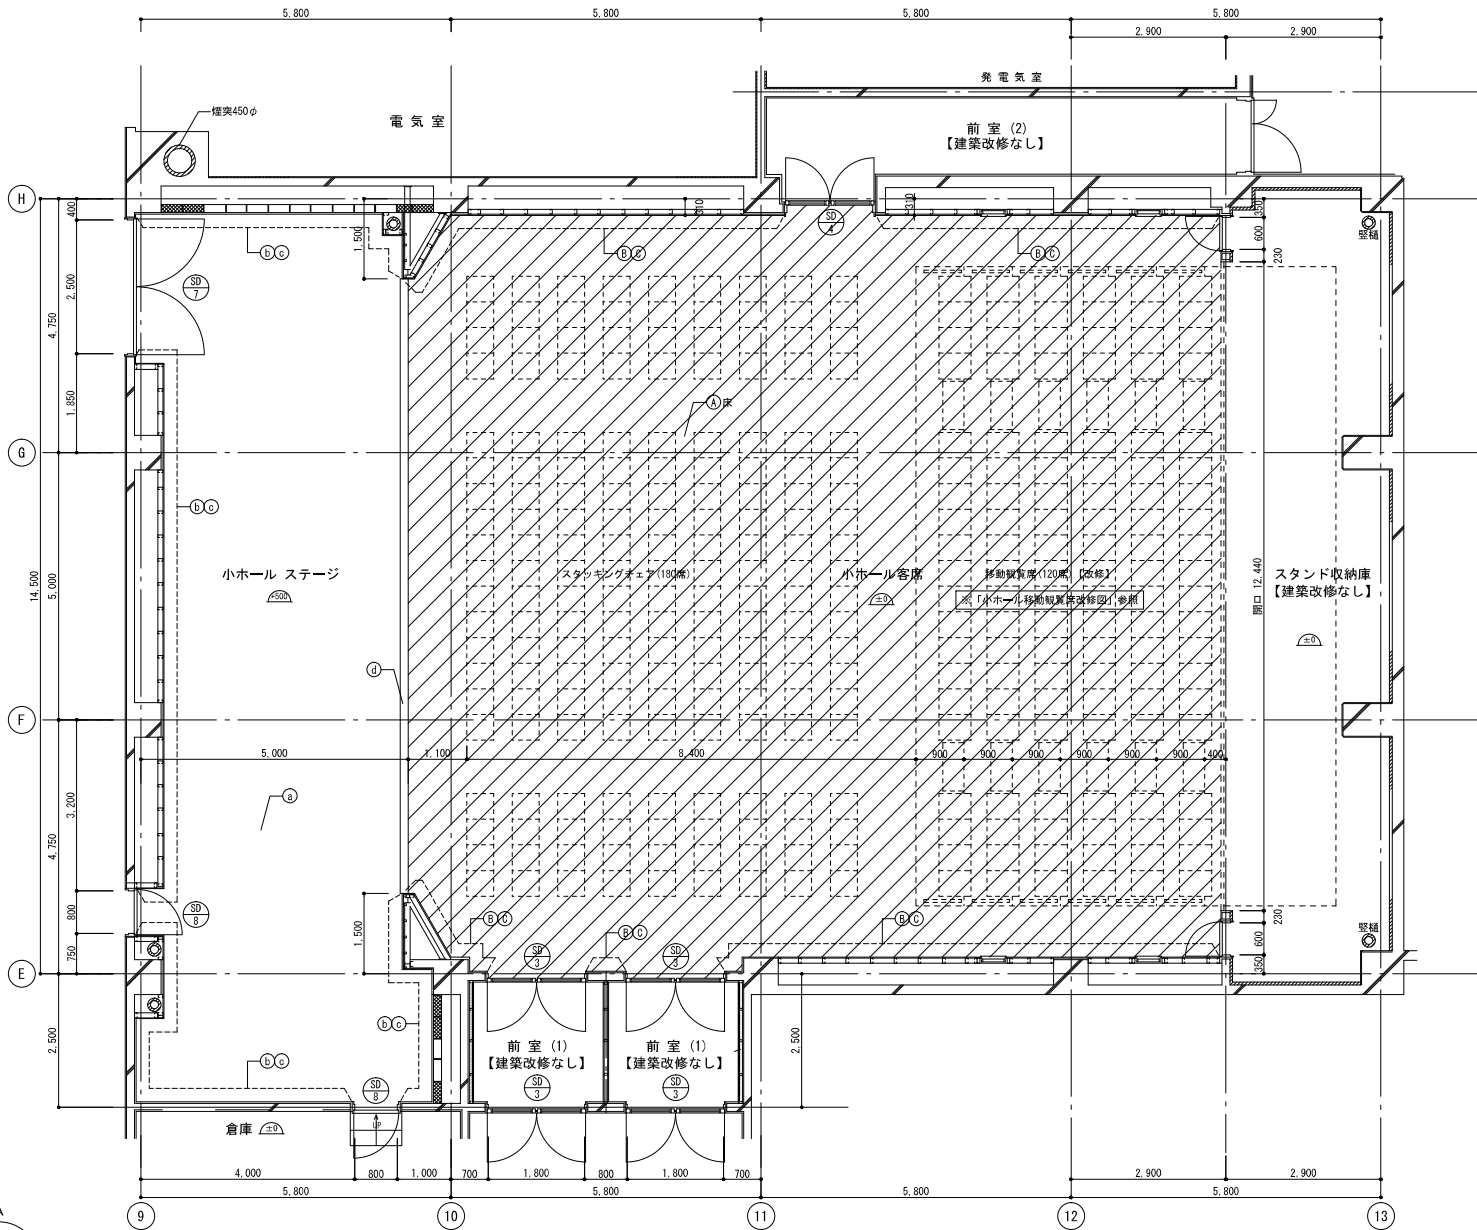 5,800
5,800
5,800
5,800
2,900
2,900
発電気室
煙突450φ
電気室
前室(2)
【建築改修なし】
H
400
310
SD
4
310
350
竪樋
600
1,500
b c
B C
B C
230
SD
7
2,500
4,750
1,850
A 床
G
b c
14,500
5,000
小ホール ステージ
+500
スタッキングチェア(180席)
小ホール客席
±0
移動観覧席(120席)【改修】
※「小ホール移動観覧席改修図」参照
開口12,440
スタンド収納庫
【建築改修なし】
±0
d
F
5,000
1,100
8,400
900
900
900
900
900
900
400
3,200
a
4,750
800
SD
8
1,500
B C
B C
B C
230
竪樋
750
SD
3
SD
3
600
E
350
2,500
b c
前室(1)
【建築改修なし】
前室(1)
【建築改修なし】
2,500
b c
SD
8
SD
3
SD
3
倉庫
±0
UP
4,000
800
1,000
700
1,800
800
1,800
700
2,900
2,900
5,800
5,800
5,800
5,800
A
9
10
11
12
13